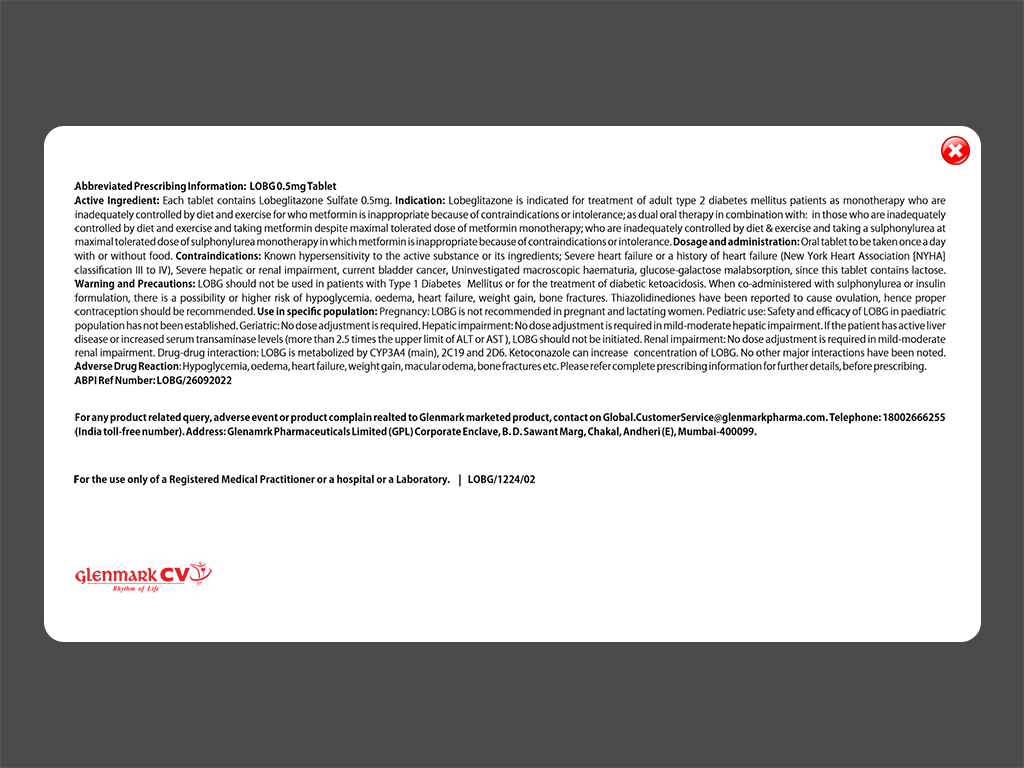 Abbreviated Prescribing Information: LOBG 0.5mg Tablet
Active Ingredient: Each tablet contains Lobeglitazone Sulfate 0.5mg. Indication: Lobeglitazone is indicated for treatment of adult type 2 diabetes mellitus patients as monotherapy who are
inadequately controlled by diet and exercise for who metformin is inappropriate because of contraindications or intolerance; as dual oral therapy in combination with: in those who are inadequately
controlled by diet and exercise and taking metformin despite maximal tolerated dose of metformin monotherapy; who are inadequately controlled by diet & exercise and taking a sulphonylurea at
maximal tolerated dose of sulphonylurea monotherapy in which metformin is inappropriate because of contraindications or intolerance. Dosage and administration: Oral tablet to be taken once a day
with or without food. Contraindications: Known hypersensitivity to the active substance or its ingredients; Severe heart failure or a history of heart failure (New York Heart Association [NYHA]
classification III to IV), Severe hepatic or renal impairment, current bladder cancer, Uninvestigated macroscopic haematuria, glucose-galactose malabsorption, since this tablet contains lactose.
Warning and Precautions: LOBG should not be used in patients with Type 1 Diabetes Mellitus or for the treatment of diabetic ketoacidosis. When co-administered with sulphonylurea or insulin
formulation, there is a possibility or higher risk of hypoglycemia. oedema, heart failure, weight gain, bone fractures. Thiazolidinediones have been reported to cause ovulation, hence proper
contraception should be recommended. Use in specific population: Pregnancy: LOBG is not recommended in pregnant and lactating women. Pediatric use: Safety and efficacy of LOBG in paediatric
population has not been established. Geriatric: No dose adjustment is required. Hepatic impairment: No dose adjustment is required in mild-moderate hepatic impairment. If the patient has active liver
disease or increased serum transaminase levels (more than 2.5 times the upper limit of ALT or AST ), LOBG should not be initiated. Renal impairment: No dose adjustment is required in mild-moderate
renal impairment. Drug-drug interaction: LOBG is metabolized by CYP3A4 (main), 2C19 and 2D6. Ketoconazole can increase concentration of LOBG. No other major interactions have been noted.
Adverse Drug Reaction: Hypoglycemia, oedema, heart failure, weight gain, macular odema, bone fractures etc. Please refer complete prescribing information for further details, before prescribing.
ABPI Ref Number: LOBG/26092022
For any product related query, adverse event or product complain realted to Glenmark marketed product, contact on Global.CustomerService@glenmarkpharma.com. Telephone: 18002666255
(India toll-free number). Address: Glenamrk Pharmaceuticals Limited (GPL) Corporate Enclave, B. D. Sawant Marg, Chakal, Andheri (E), Mumbai-400099.
For the use only of a Registered Medical Practitioner or a hospital or a Laboratory. | LOBG/1224/02
glenmark CV
Rhythm of Life